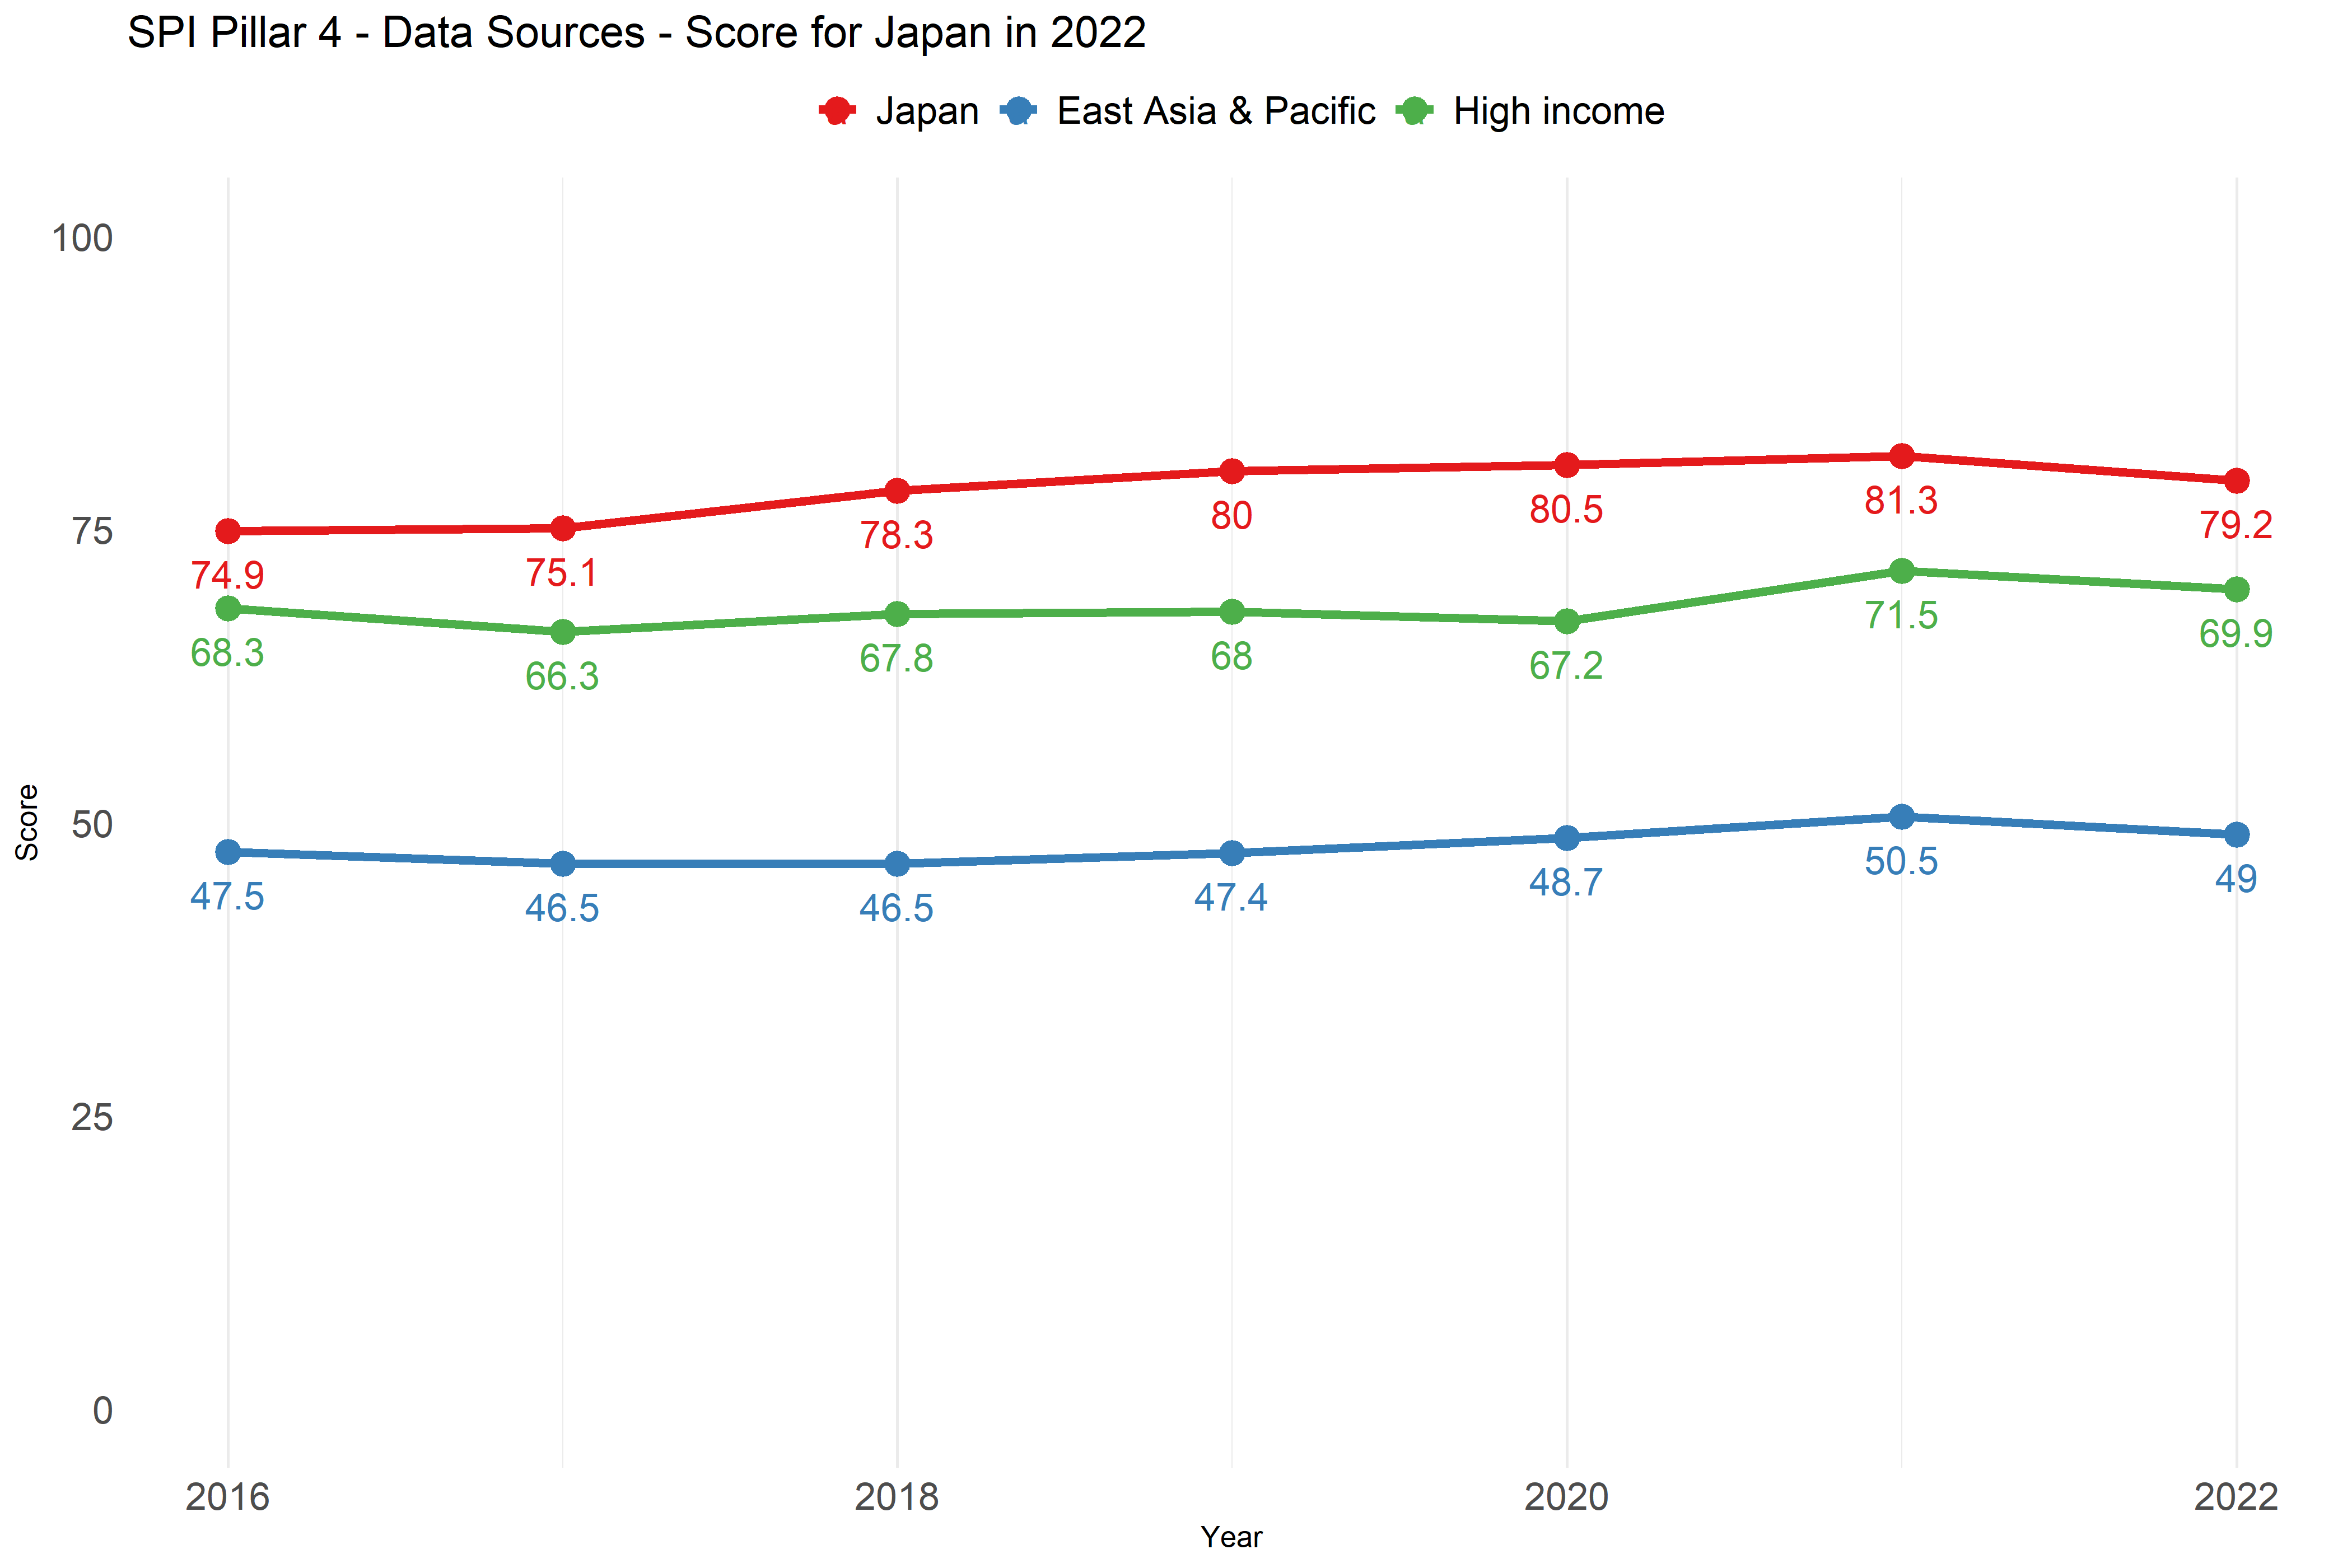 SPI Pillar 4 - Data Sources - Score for Japan in 2022
Japan East Asia & Pacific High income
100
75
50
25
0
Score
74.9 75.1 78.3 80 80.5 81.3 79.2
68.3 66.3 67.8 68 67.2 71.5 69.9
47.5 46.5 46.5 47.4 48.7 50.5 49
2016 2018 2020 2022
Year